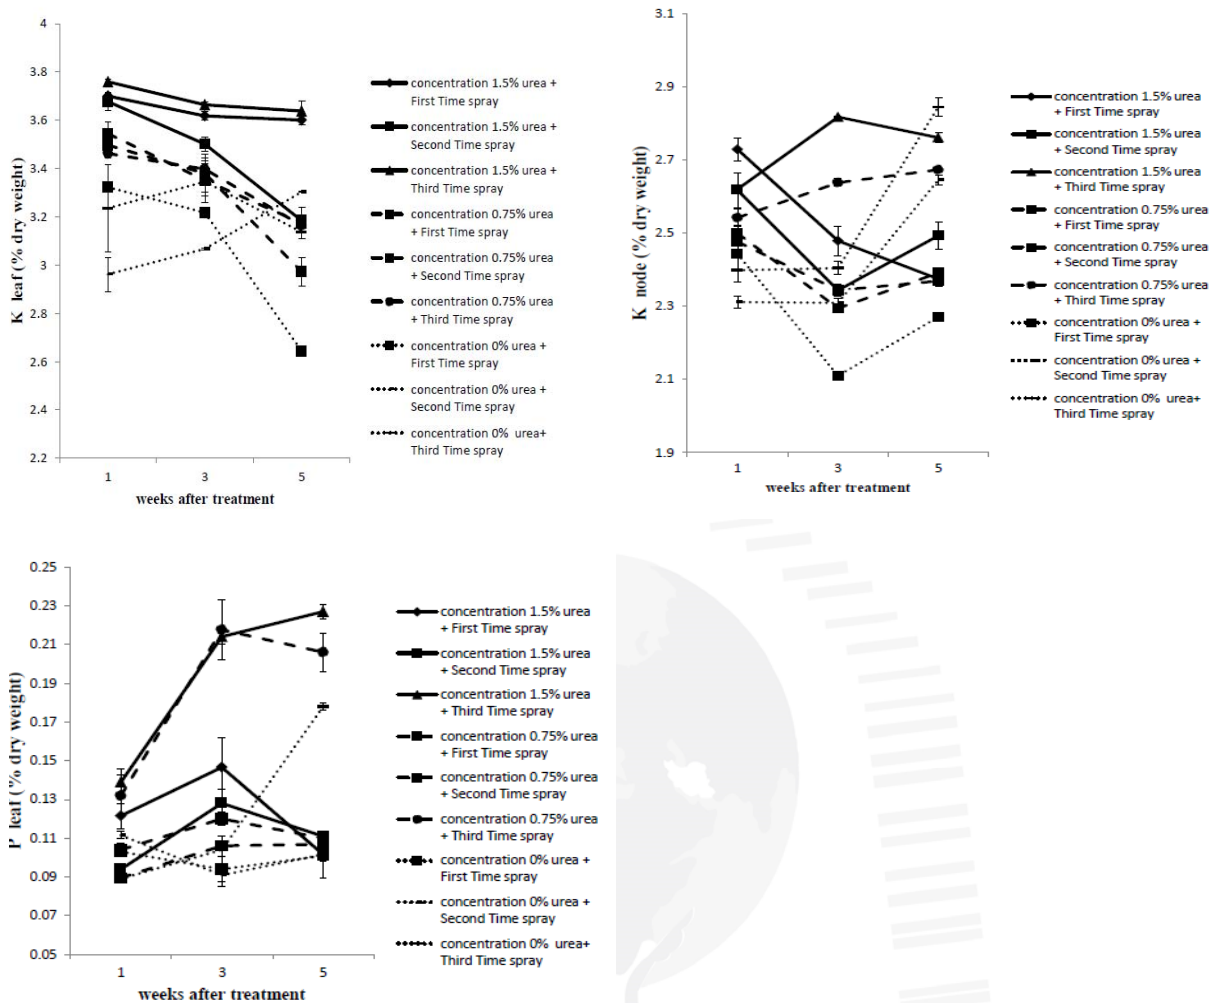 4
3.8
3.6
3.4
3.2
3
2.8
2.6
2.4
2.2
K leaf (% dry weight)
1 3 5
weeks after treatment
concentration 1.5% urea +
First Time spray
concentration 1.5% urea +
Second Time spray
concentration 1.5% urea +
Third Time spray
concentration 0.75% urea
+ First Time spray
concentration 0.75% urea
+ Second Time spray
concentration 0.75% urea
+ Third Time spray
concentration 0% urea +
First Time spray
concentration 0% urea +
Second Time spray
concentration 0% urea+
Third Time spray
3.1
2.9
2.7
2.5
2.3
2.1
1.9
K node (% dry weight)
1 3 5
weeks after treatment
concentration 1.5% urea
+ First Time spray
concentration 1.5% urea
+ Second Time spray
concentration 1.5% urea
+ Third Time spray
concentration 0.75% urea
+ First Time spray
concentration 0.75% urea
+ Second Time spray
concentration 0.75% urea
+ Third Time spray
concentration 0% urea +
First Time spray
concentration 0% urea +
Second Time spray
concentration 0% urea+
Third Time spray
0.25
0.23
0.21
0.19
0.17
0.15
0.13
0.11
0.09
0.07
0.05
P leaf (% dry weight)
1 3 5
weeks after treatment
concentration 1.5% urea
+ First Time spray
concentration 1.5% urea
+ Second Time spray
concentration 1.5% urea
+ Third Time spray
concentration 0.75% urea
+ First Time spray
concentration 0.75% urea
+ Second Time spray
concentration 0.75% urea
+ Third Time spray
concentration 0% urea +
First Time spray
concentration 0% urea +
Second Time spray
concentration 0% urea+
Third Time spray